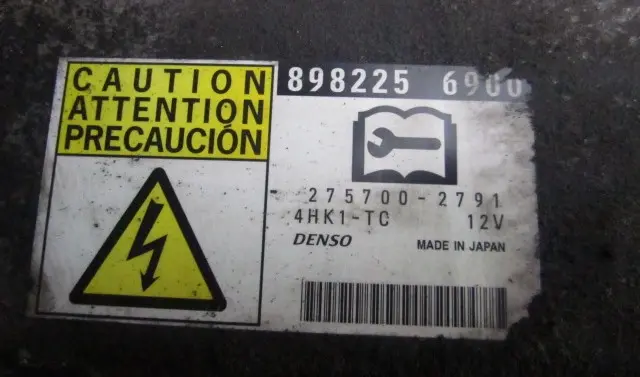 CAUTION
ATTENTION
PRECAUCIÓN
898225 6900
275700-2791
4HK1-TC 12V
DENSO MADE IN JAPAN